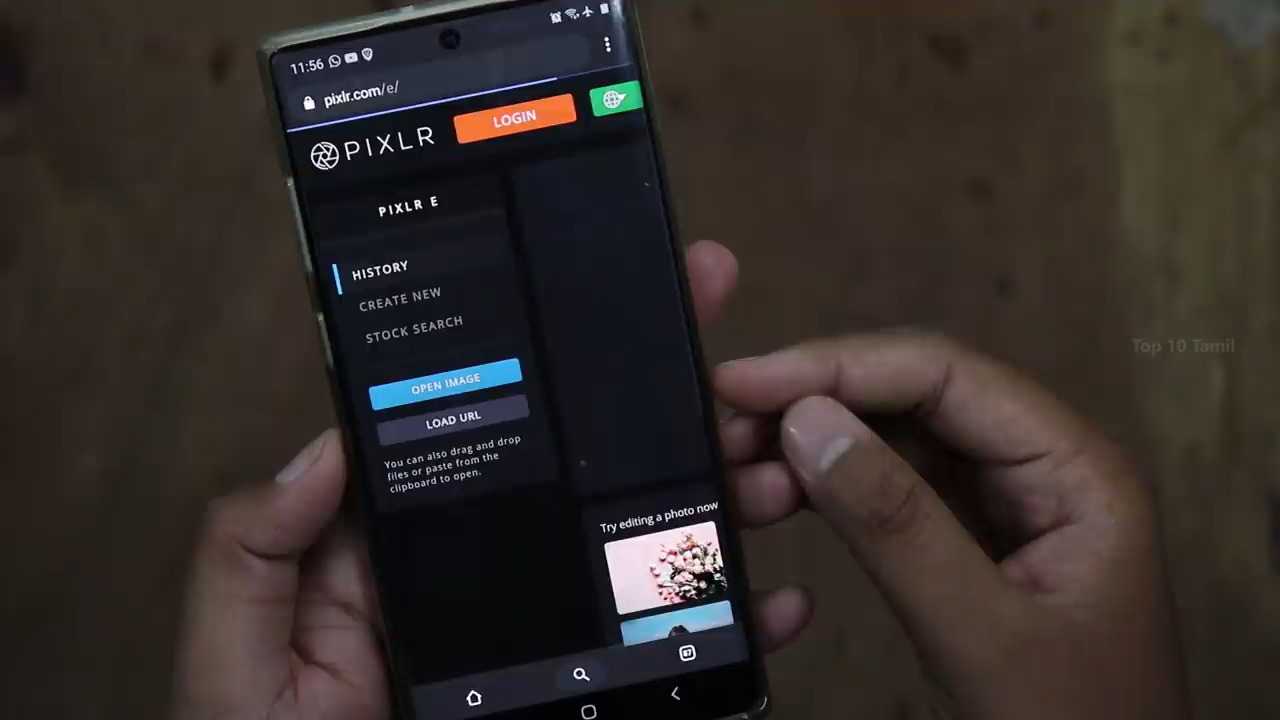 11:56
pixlr.com/e/
PIXLR
LOGIN
PIXLR E
HISTORY
CREATE NEW
STOCK SEARCH
OPEN IMAGE
LOAD URL
You can also drag and drop
files or paste from the
clipboard to open.
Try editing a photo now
Top 10 Tamil